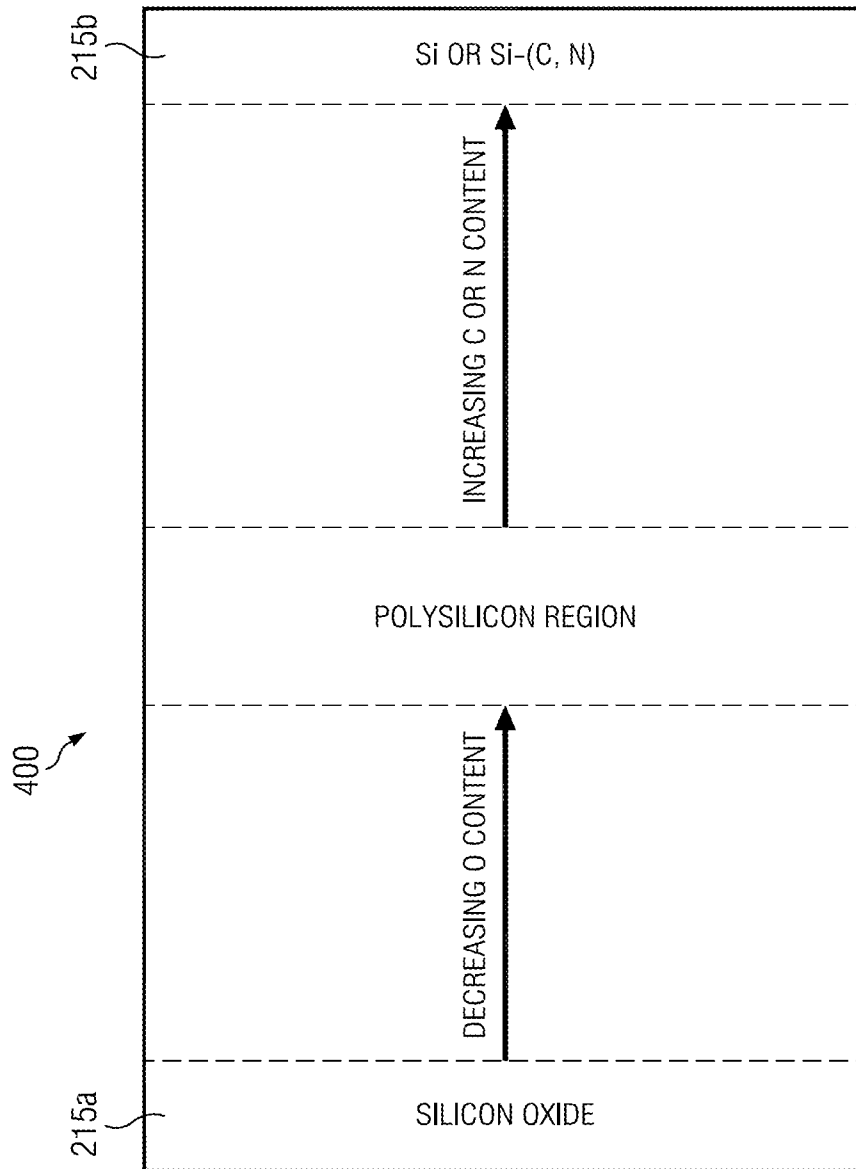 215b
Si OR Si-(C, N)
INCREASING C OR N CONTENT
POLYSILICON REGION
400
DECREASING O CONTENT
215a
SILICON OXIDE